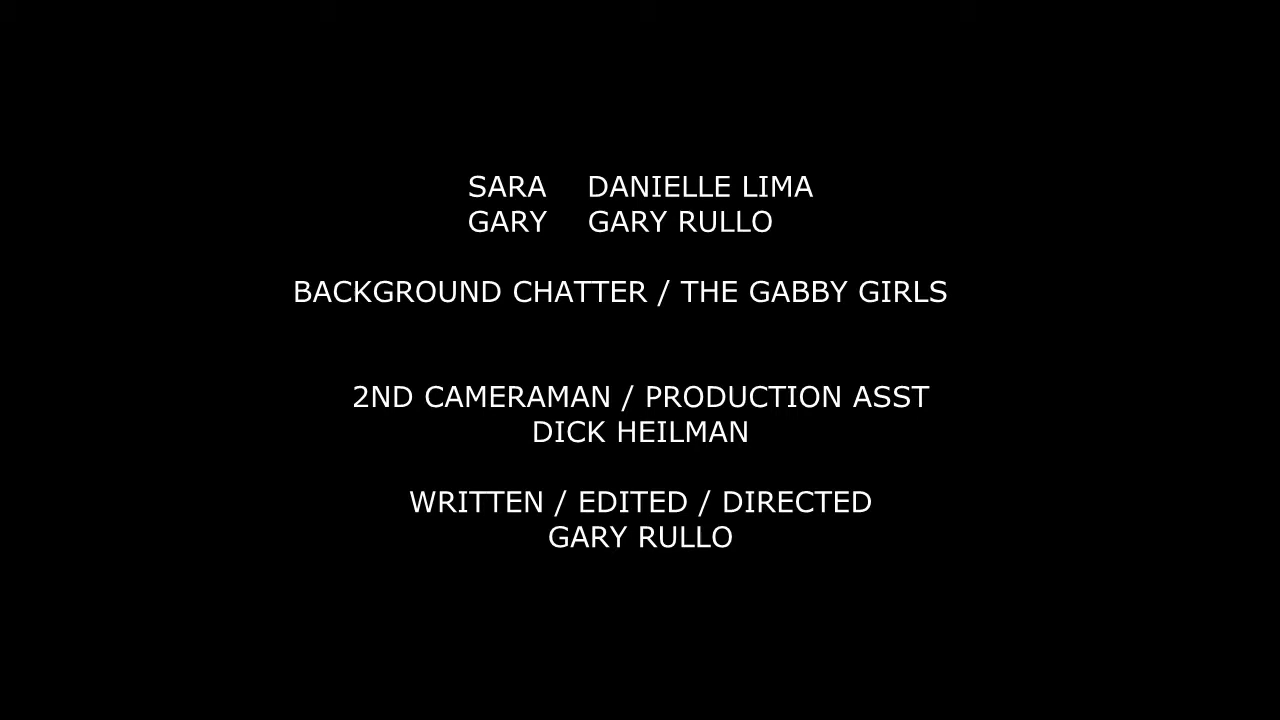 SARA DANIELLE LIMA
GARY GARY RULLO
BACKGROUND CHATTER / THE GABBY GIRLS
2ND CAMERAMAN / PRODUCTION ASST
DICK HEILMAN
WRITTEN / EDITED / DIRECTED
GARY RULLO